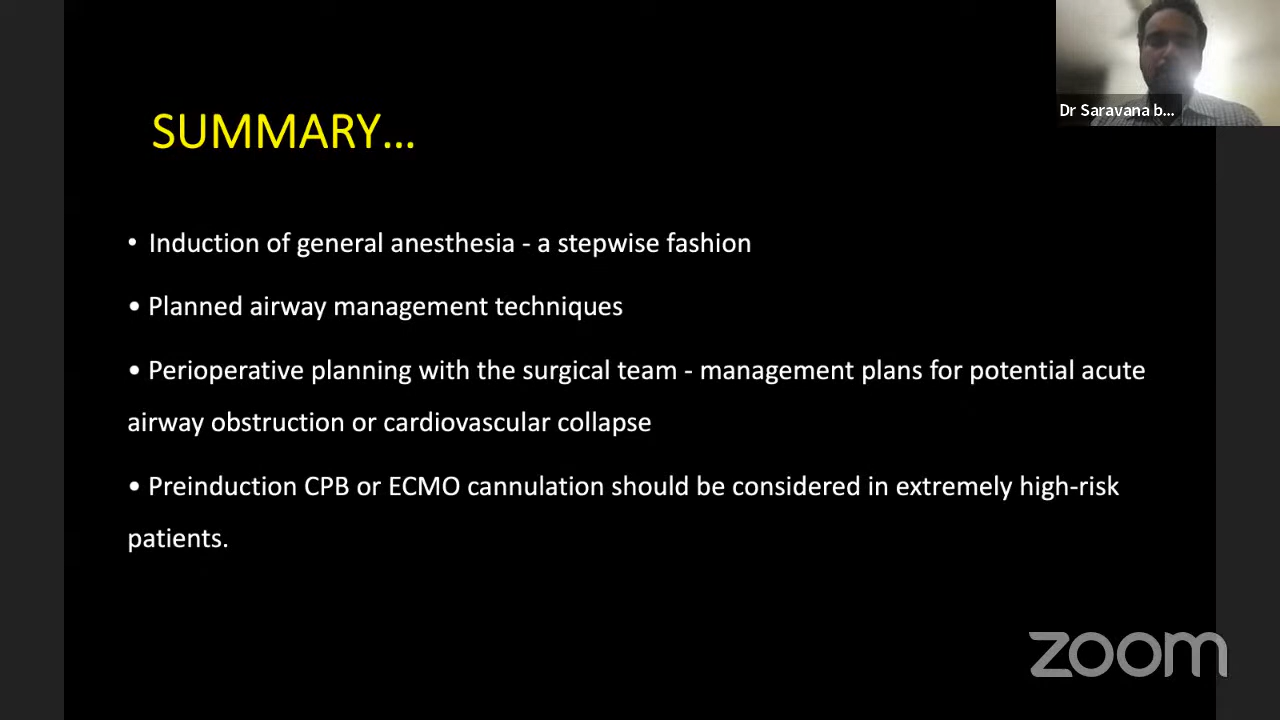 Dr Saravana b...
SUMMARY...
• Induction of general anesthesia - a stepwise fashion
• Planned airway management techniques
• Perioperative planning with the surgical team - management plans for potential acute
airway obstruction or cardiovascular collapse
• Preinduction CPB or ECMO cannulation should be considered in extremely high-risk
patients.
zoom